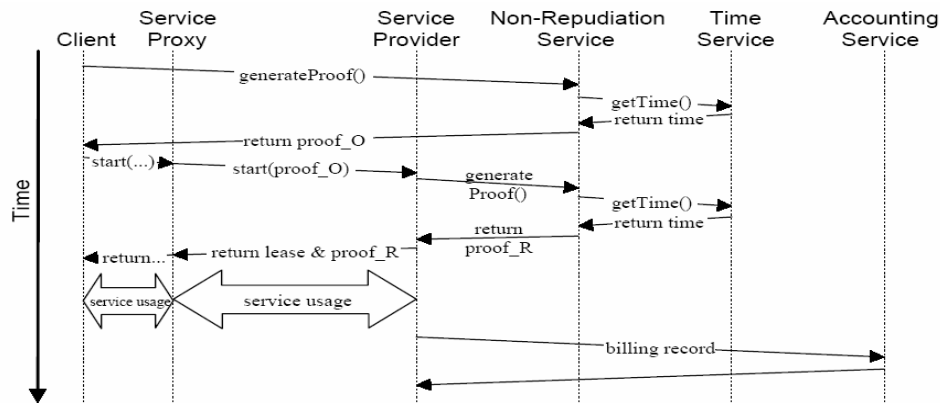 Client
Service
Proxy
Service
Provider
Non-Repudiation
Service
Time
Service
Accounting
Service
Time
generateProof()
getTime()
return time
return proof_O
start(...)
start(proof_O)
generate
Proof()
getTime()
return time
return
proof_R
return lease & proof_R
return...
service usage
service usage
billing record